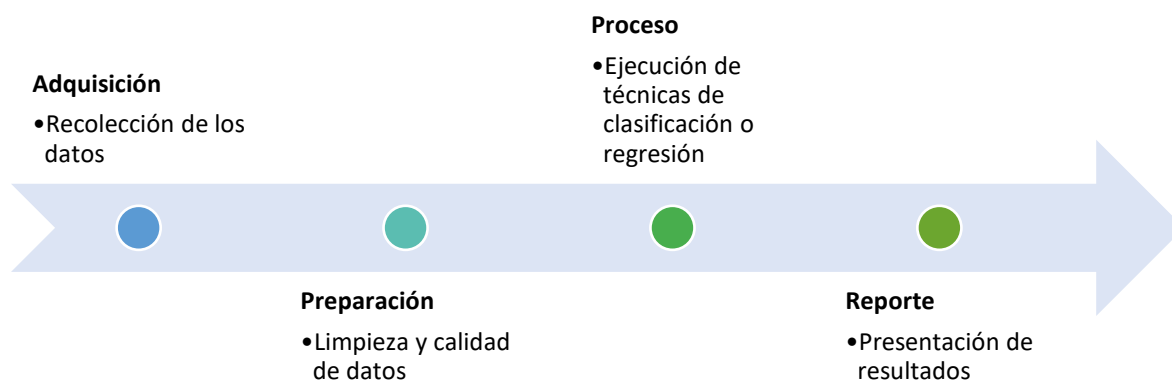 Adquisición
•Recolección de los
datos
Preparación
•Limpieza y calidad
de datos
Proceso
•Ejecución de
técnicas de
clasificación o
regresión
Reporte
•Presentación de
resultados